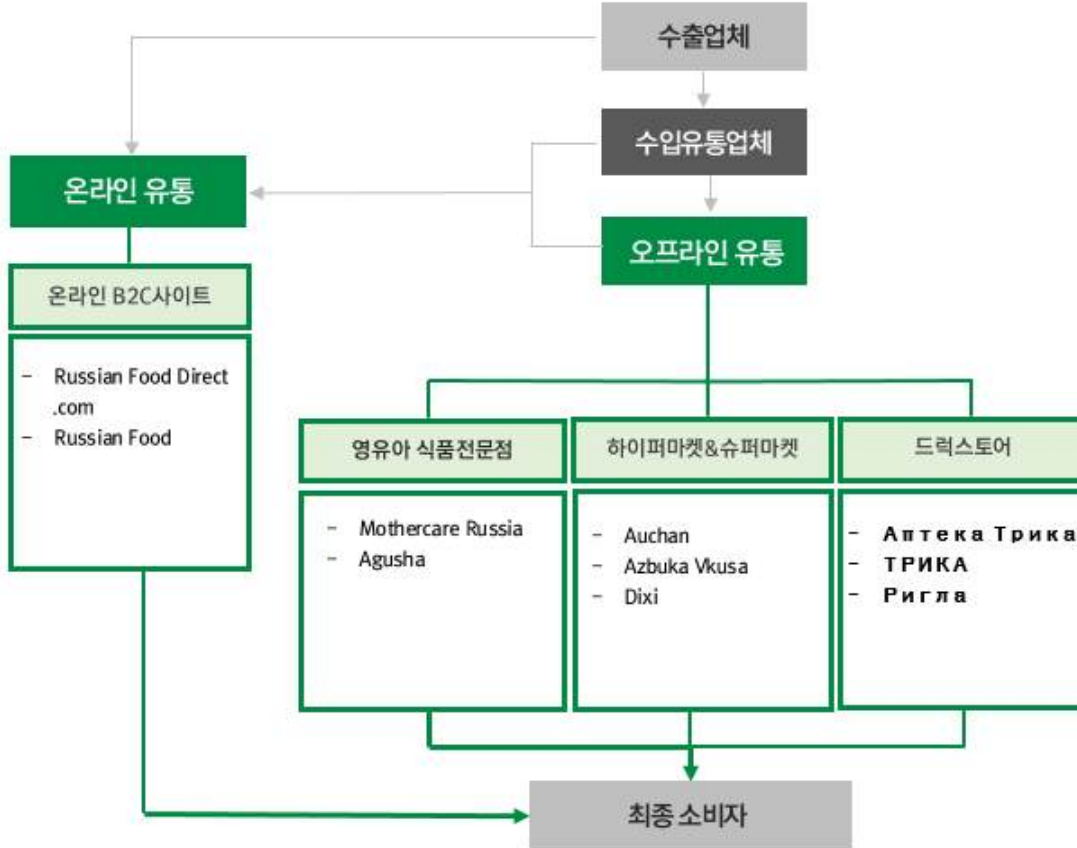 수출업체
수입유통업체
온라인 유통
오프라인 유통
온라인 B2C사이트
- Russian Food Direct
.com
- Russian Food
영유아 식품전문점
- Mothercare Russia
- Agusha
하이퍼마켓&슈퍼마켓
- Auchan
- Azbuka Vkusa
- Dixi
드럭스토어
- Аптека Трика
- ТРИКА
- Ригла
최종 소비자